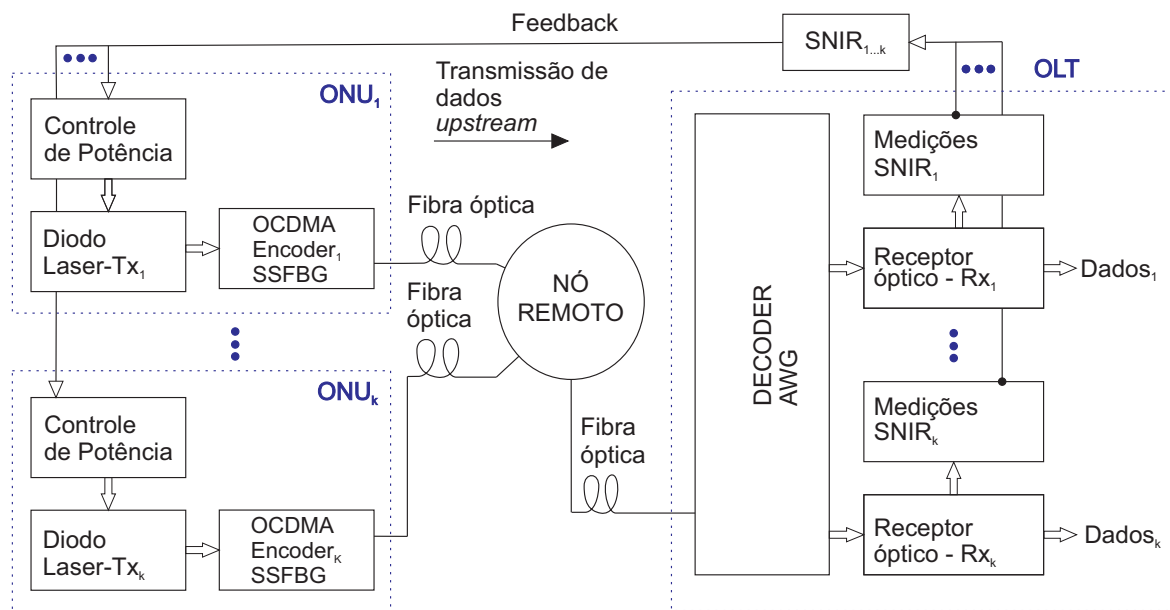 Feedback
SNIR1...k
Transmissão de
dados
upstream
OLT
ONU1
Controle
de Potência
Diodo
Laser-Tx1
OCDMA
Encoder1
SSFBG
Fibra óptica
NÓ
REMOTO
Fibra
óptica
ONUk
Controle
de Potência
Diodo
Laser-Txk
OCDMA
EncoderK
SSFBG
Fibra
óptica
DECODER
AWG
Medições
SNIR1
Receptor
óptico - Rx1
Dados1
Medições
SNIRk
Receptor
óptico - Rxk
Dadosk